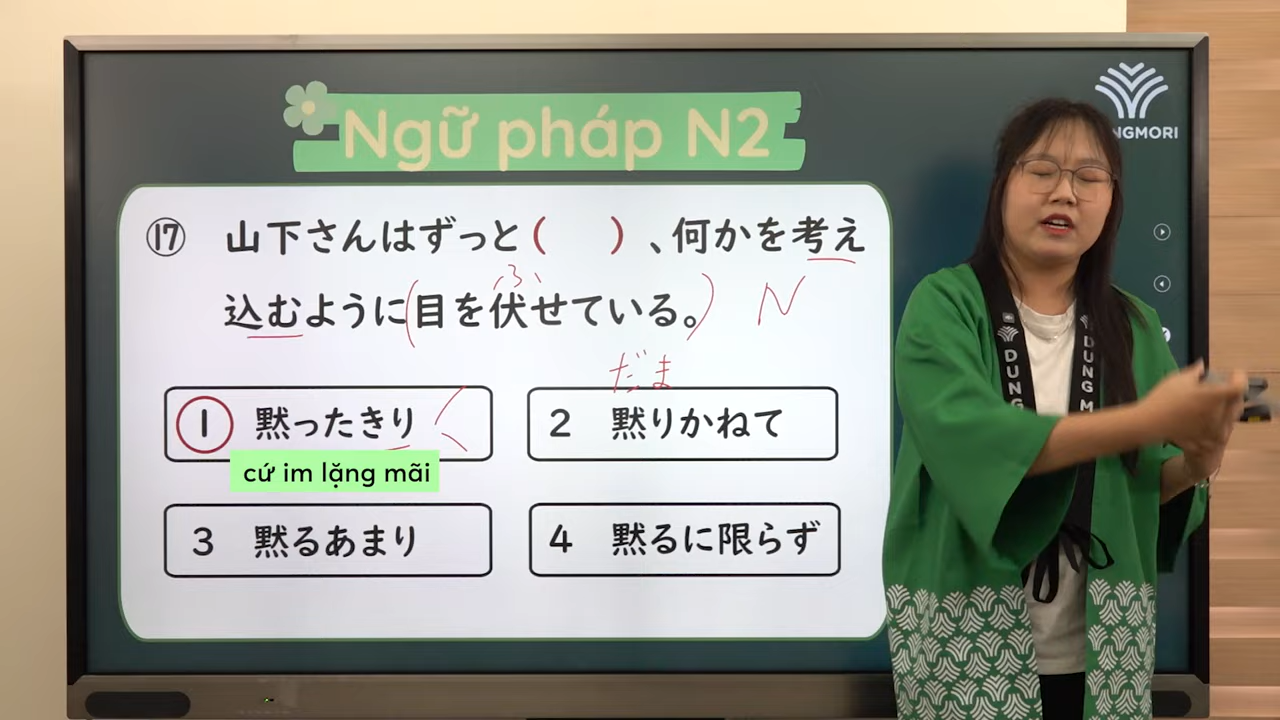 Ngữ pháp N2
NGMORI
⑰ 山下さんはずっと( )、何かを考え
込むように(目を伏せている。) N
ふ
だま
1 黙ったきり
2 黙りかねて
cứ im lặng mãi
3 黙るあまり
4 黙るに限らず
DUNG
DUNG M